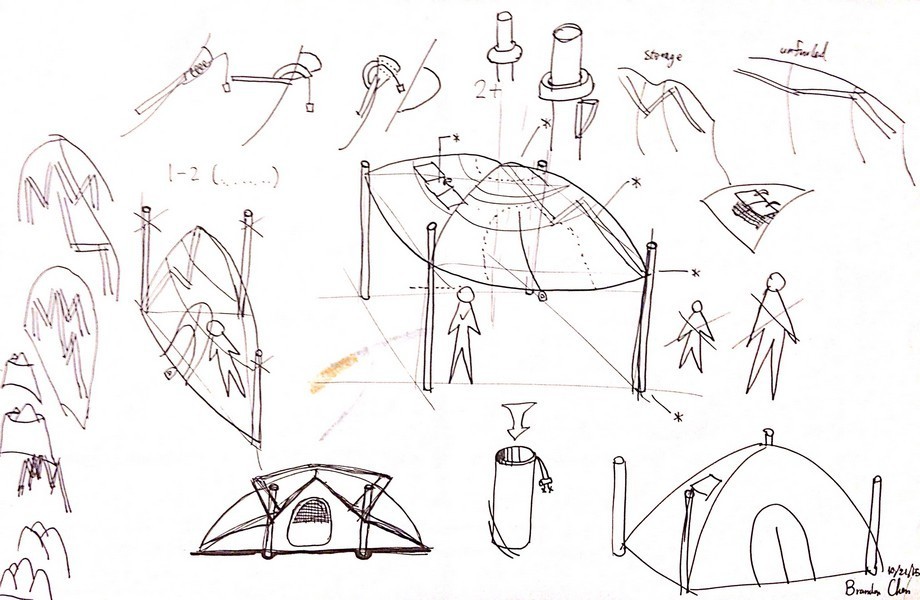 storage
unfurled
2+
1-2 (......)
10/21/15
Brandon Chen